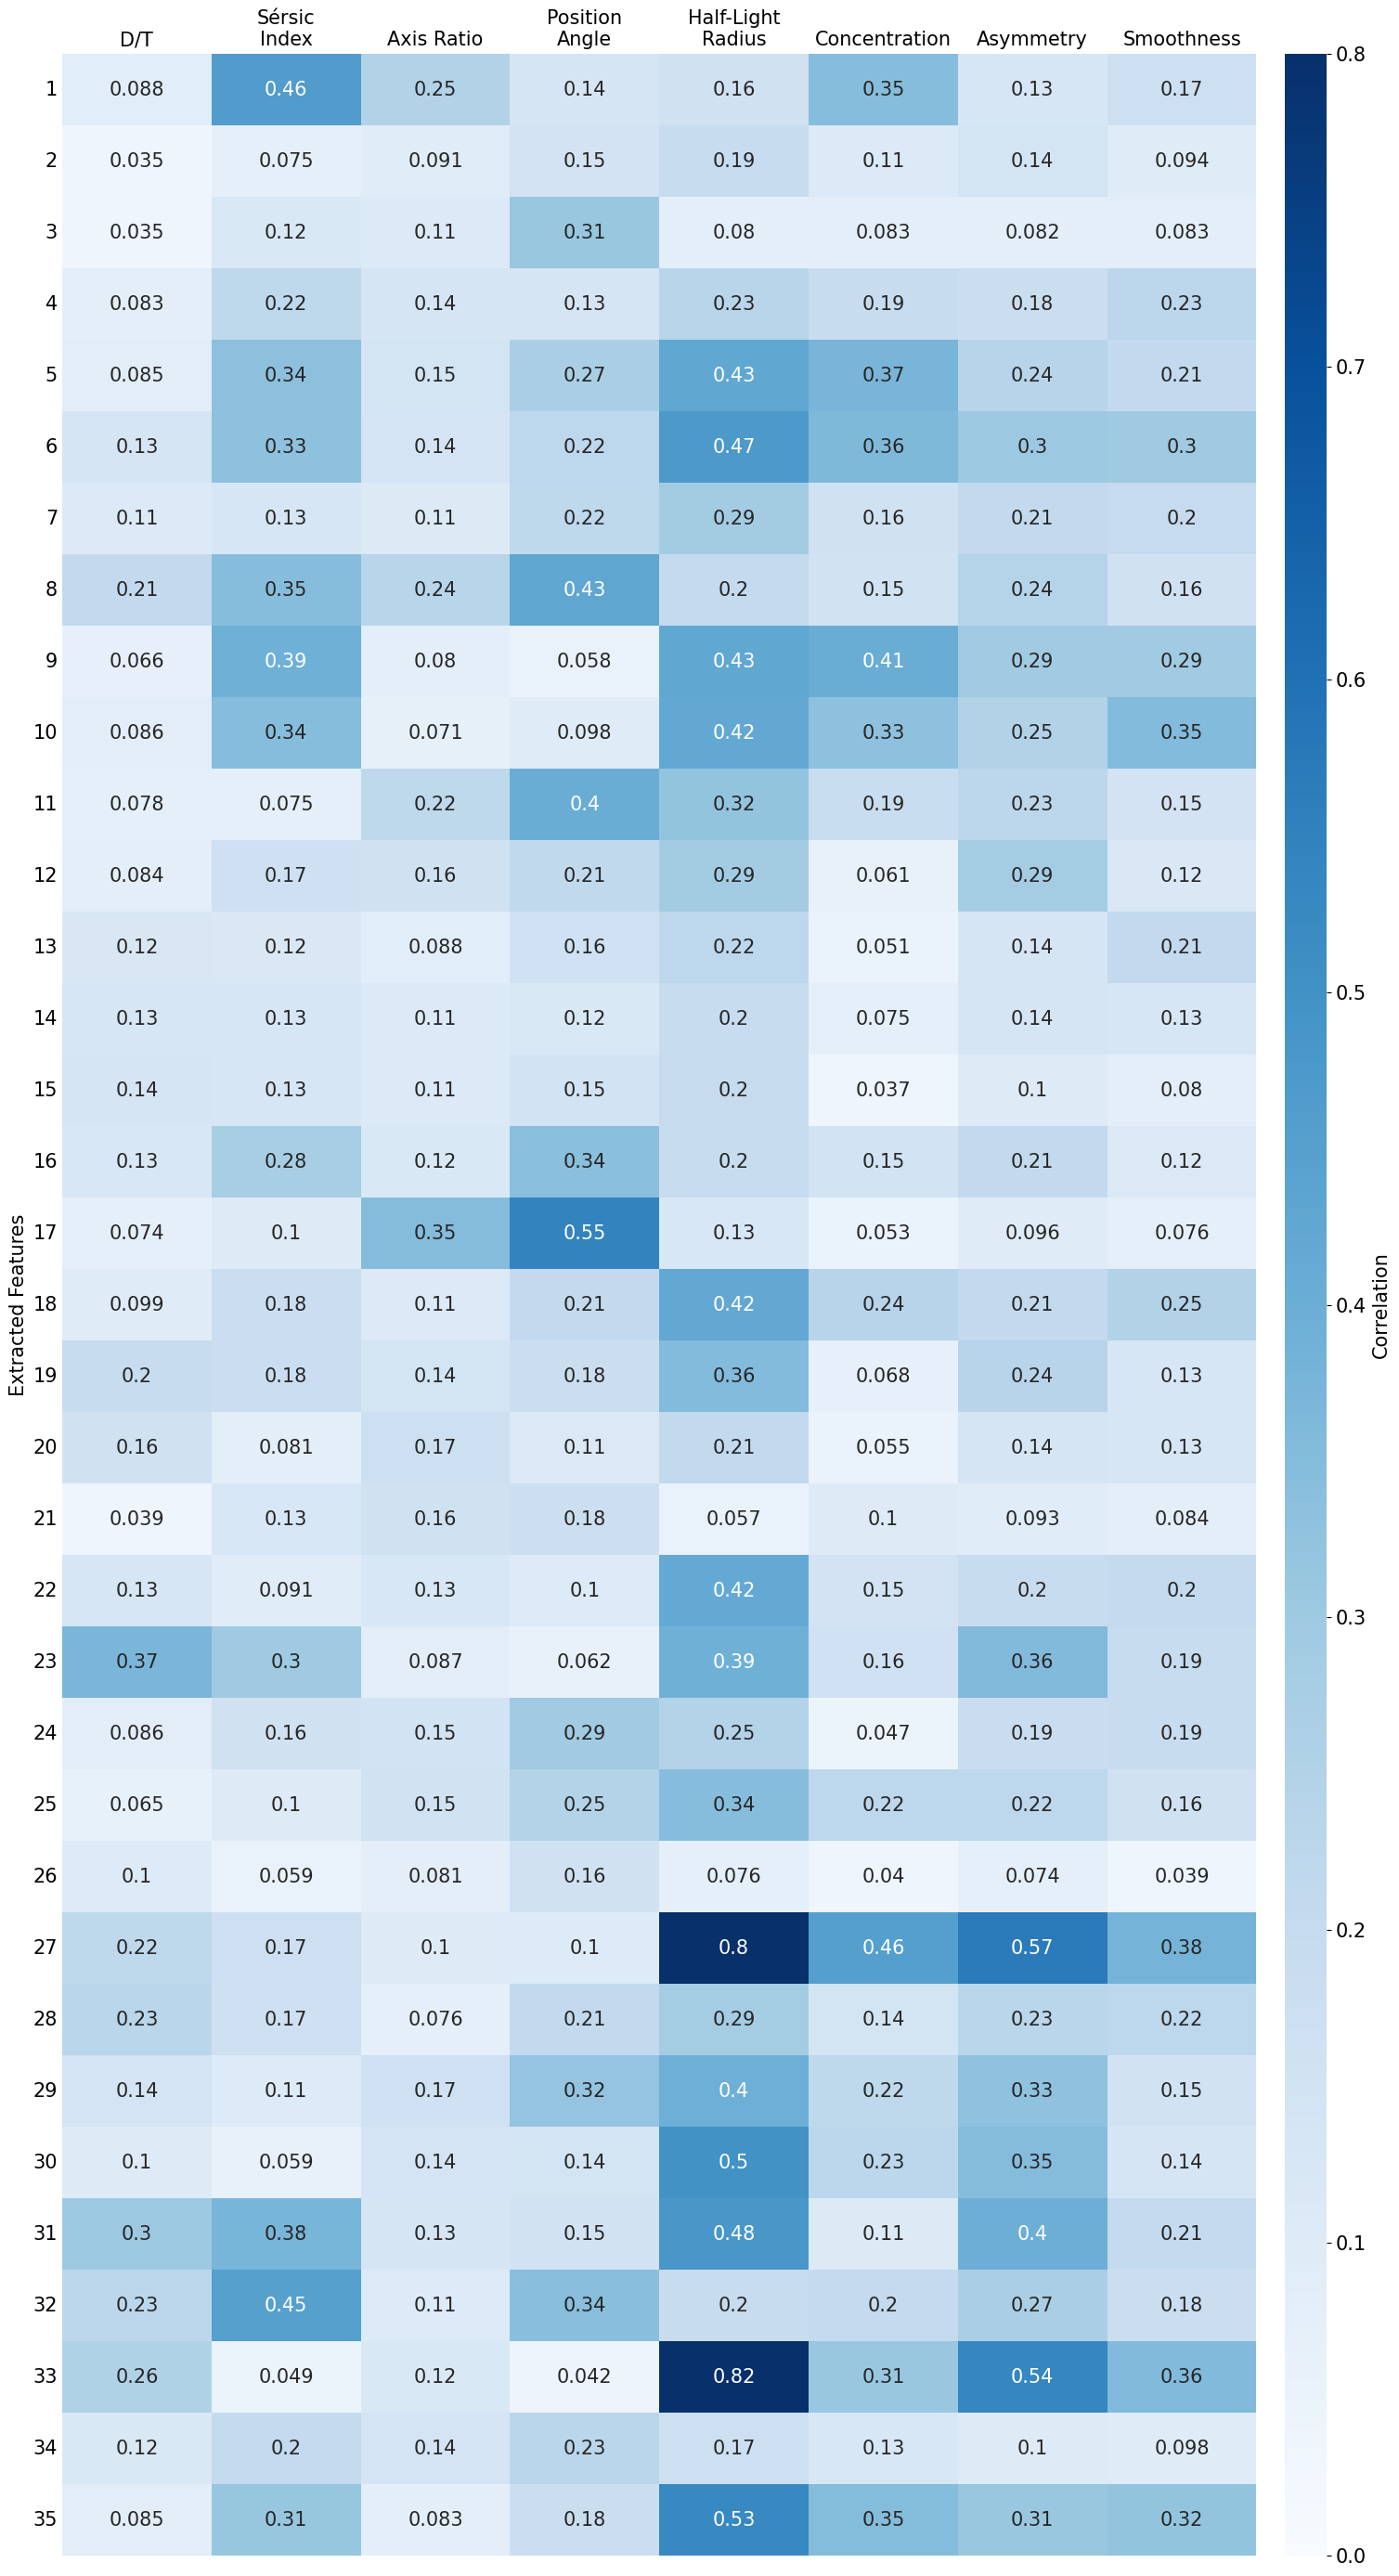 D/T Sérsic Index Axis Ratio Position Angle Half-Light Radius Concentration Asymmetry Smoothness
1 0.088 0.46 0.25 0.14 0.16 0.35 0.13 0.17
2 0.035 0.075 0.091 0.15 0.19 0.11 0.14 0.094
3 0.035 0.12 0.11 0.31 0.08 0.083 0.082 0.083
4 0.083 0.22 0.14 0.13 0.23 0.19 0.18 0.23
5 0.085 0.34 0.15 0.27 0.43 0.37 0.24 0.21
6 0.13 0.33 0.14 0.22 0.47 0.36 0.3 0.3
7 0.11 0.13 0.11 0.22 0.29 0.16 0.21 0.2
8 0.21 0.35 0.24 0.43 0.2 0.15 0.24 0.16
9 0.066 0.39 0.08 0.058 0.43 0.41 0.29 0.29
10 0.086 0.34 0.071 0.098 0.42 0.33 0.25 0.35
11 0.078 0.075 0.22 0.4 0.32 0.19 0.23 0.15
12 0.084 0.17 0.16 0.21 0.29 0.061 0.29 0.12
13 0.12 0.12 0.088 0.16 0.22 0.051 0.14 0.21
14 0.13 0.13 0.11 0.12 0.2 0.075 0.14 0.13
15 0.14 0.13 0.11 0.15 0.2 0.037 0.1 0.08
16 0.13 0.28 0.12 0.34 0.2 0.15 0.21 0.12
17 0.074 0.1 0.35 0.55 0.13 0.053 0.096 0.076
18 0.099 0.18 0.11 0.21 0.42 0.24 0.21 0.25
19 0.2 0.18 0.14 0.18 0.36 0.068 0.24 0.13
20 0.16 0.081 0.17 0.11 0.21 0.055 0.14 0.13
21 0.039 0.13 0.16 0.18 0.057 0.1 0.093 0.084
22 0.13 0.091 0.13 0.1 0.42 0.15 0.2 0.2
23 0.37 0.3 0.087 0.062 0.39 0.16 0.36 0.19
24 0.086 0.16 0.15 0.29 0.25 0.047 0.19 0.19
25 0.065 0.1 0.15 0.25 0.34 0.22 0.22 0.16
26 0.1 0.059 0.081 0.16 0.076 0.04 0.074 0.039
27 0.22 0.17 0.1 0.1 0.8 0.46 0.57 0.38
28 0.23 0.17 0.076 0.21 0.29 0.14 0.23 0.22
29 0.14 0.11 0.17 0.32 0.4 0.22 0.33 0.15
30 0.1 0.059 0.14 0.14 0.5 0.23 0.35 0.14
31 0.3 0.38 0.13 0.15 0.48 0.11 0.4 0.21
32 0.23 0.45 0.11 0.34 0.2 0.2 0.27 0.18
33 0.26 0.049 0.12 0.042 0.82 0.31 0.54 0.36
34 0.12 0.2 0.14 0.23 0.17 0.13 0.1 0.098
35 0.085 0.31 0.083 0.18 0.53 0.35 0.31 0.32
Extracted Features
0.8
0.7
0.6
0.5
0.4
0.3
0.2
0.1
0.0
Correlation